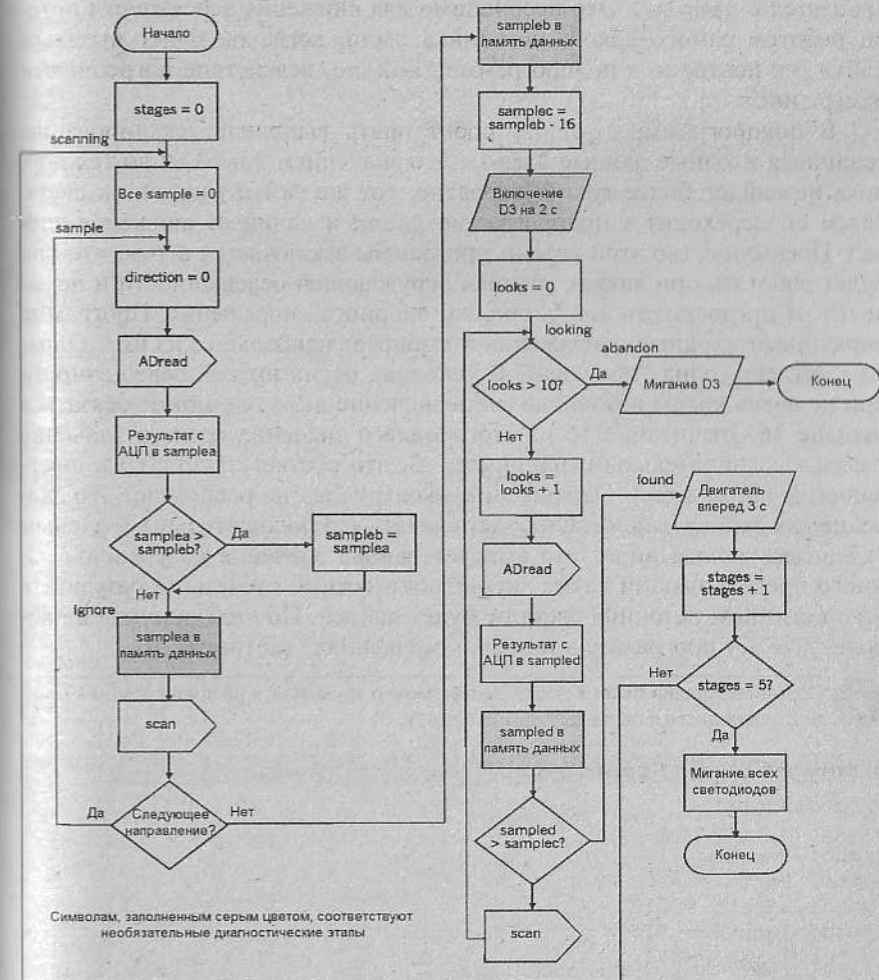 Начало
stages = 0
scanning
Все sample = 0
sample
direction = 0
ADread
Результат с
АЦП в samplea
samplea >
sampleb?
Да
sampleb =
samplea
Нет
ignore
samplea в
память данных
scan
Следующее
направление?
Да
Нет
Символам, заполненным серым цветом, соответствуют
необязательные диагностические этапы
sampleb в
память данных
samplec =
sampleb - 16
Включение
D3 на 2 с
looks = 0
looking
looks > 10?
Да
abandon
Мигание D3
Конец
Нет
looks =
looks + 1
ADread
Результат с
АЦП в sampled
sampled в
память данных
sampled
> samplec?
scan
found
Двигатель
вперед 3 с
stages =
stages + 1
Нет
stages = 5?
Да
Мигание всех
светодиодов
Конец